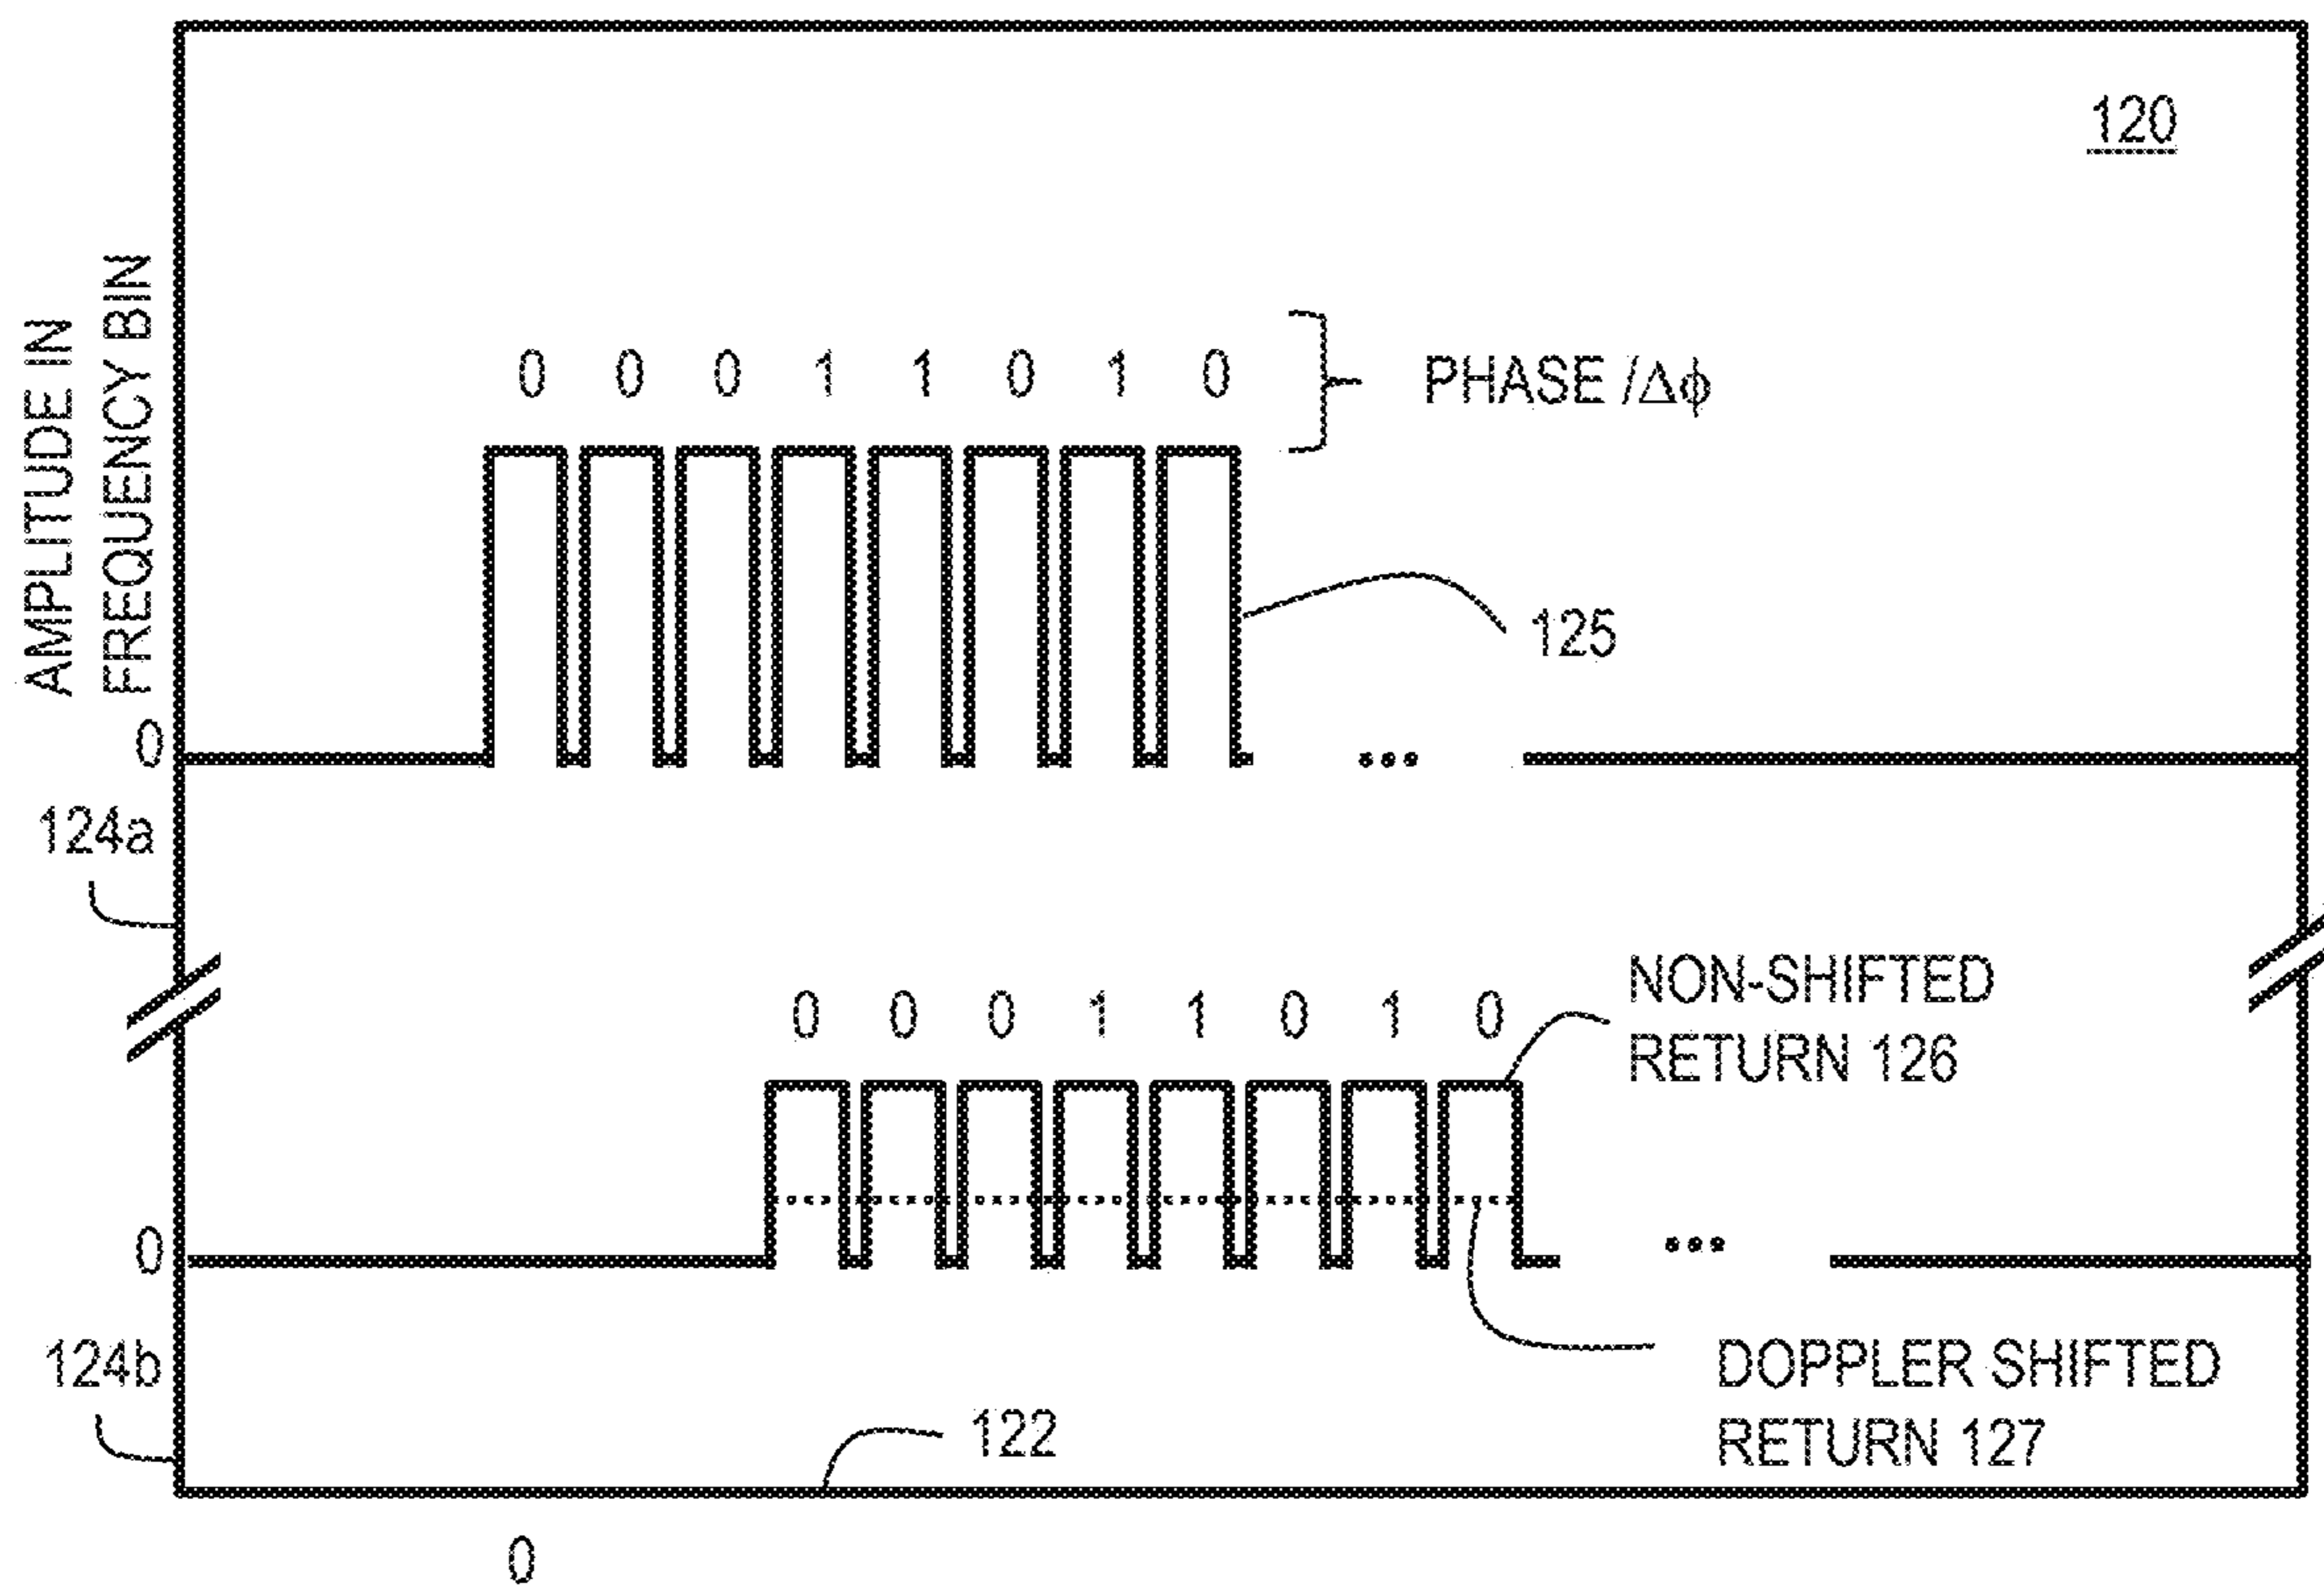 120
AMPLITUDE IN
FREQUENCY BIN
0 0 0 1 1 0 1 0
PHASE /Δϕ
125
0
...
124a
0 0 0 1 1 0 1 0
NON-SHIFTED
RETURN 126
0
...
124b
DOPPLER SHIFTED
RETURN 127
122
0